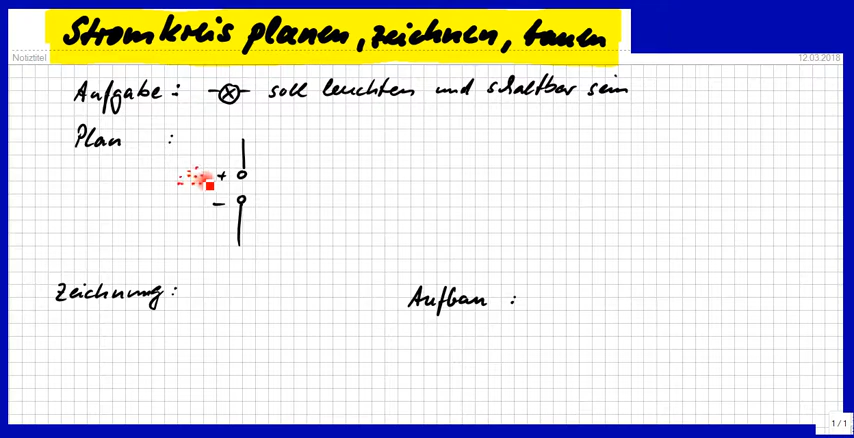 Stromkreis planen, zeichnen, bauen
Notiztitel 12.03.2018
Aufgabe: soll leuchten und schaltbar sein
Plan :
+
-
Zeichnung: Aufbau :
1 / 1